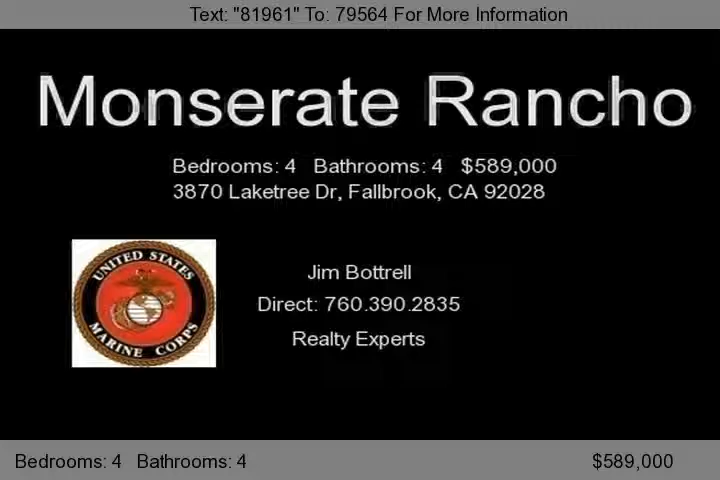 Text: "81961" To: 79564 For More Information
Monserate Rancho
Bedrooms: 4 Bathrooms: 4 $589,000
3870 Laketree Dr, Fallbrook, CA 92028
UNITED STATES
MARINE CORPS
Jim Bottrell
Direct: 760.390.2835
Realty Experts
Bedrooms: 4 Bathrooms: 4 $589,000